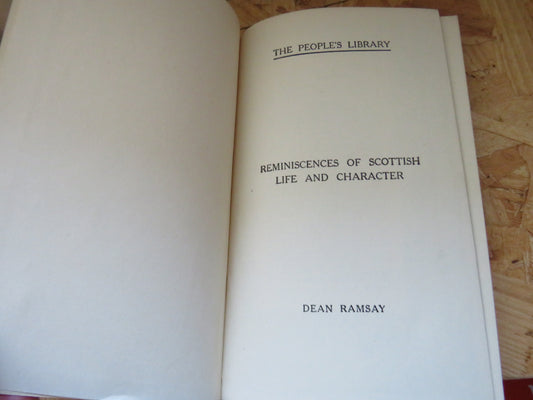 THE PEOPLE'S LIBRARY
REMINISCENCES OF SCOTTISH
LIFE AND CHARACTER
DEAN RAMSAY